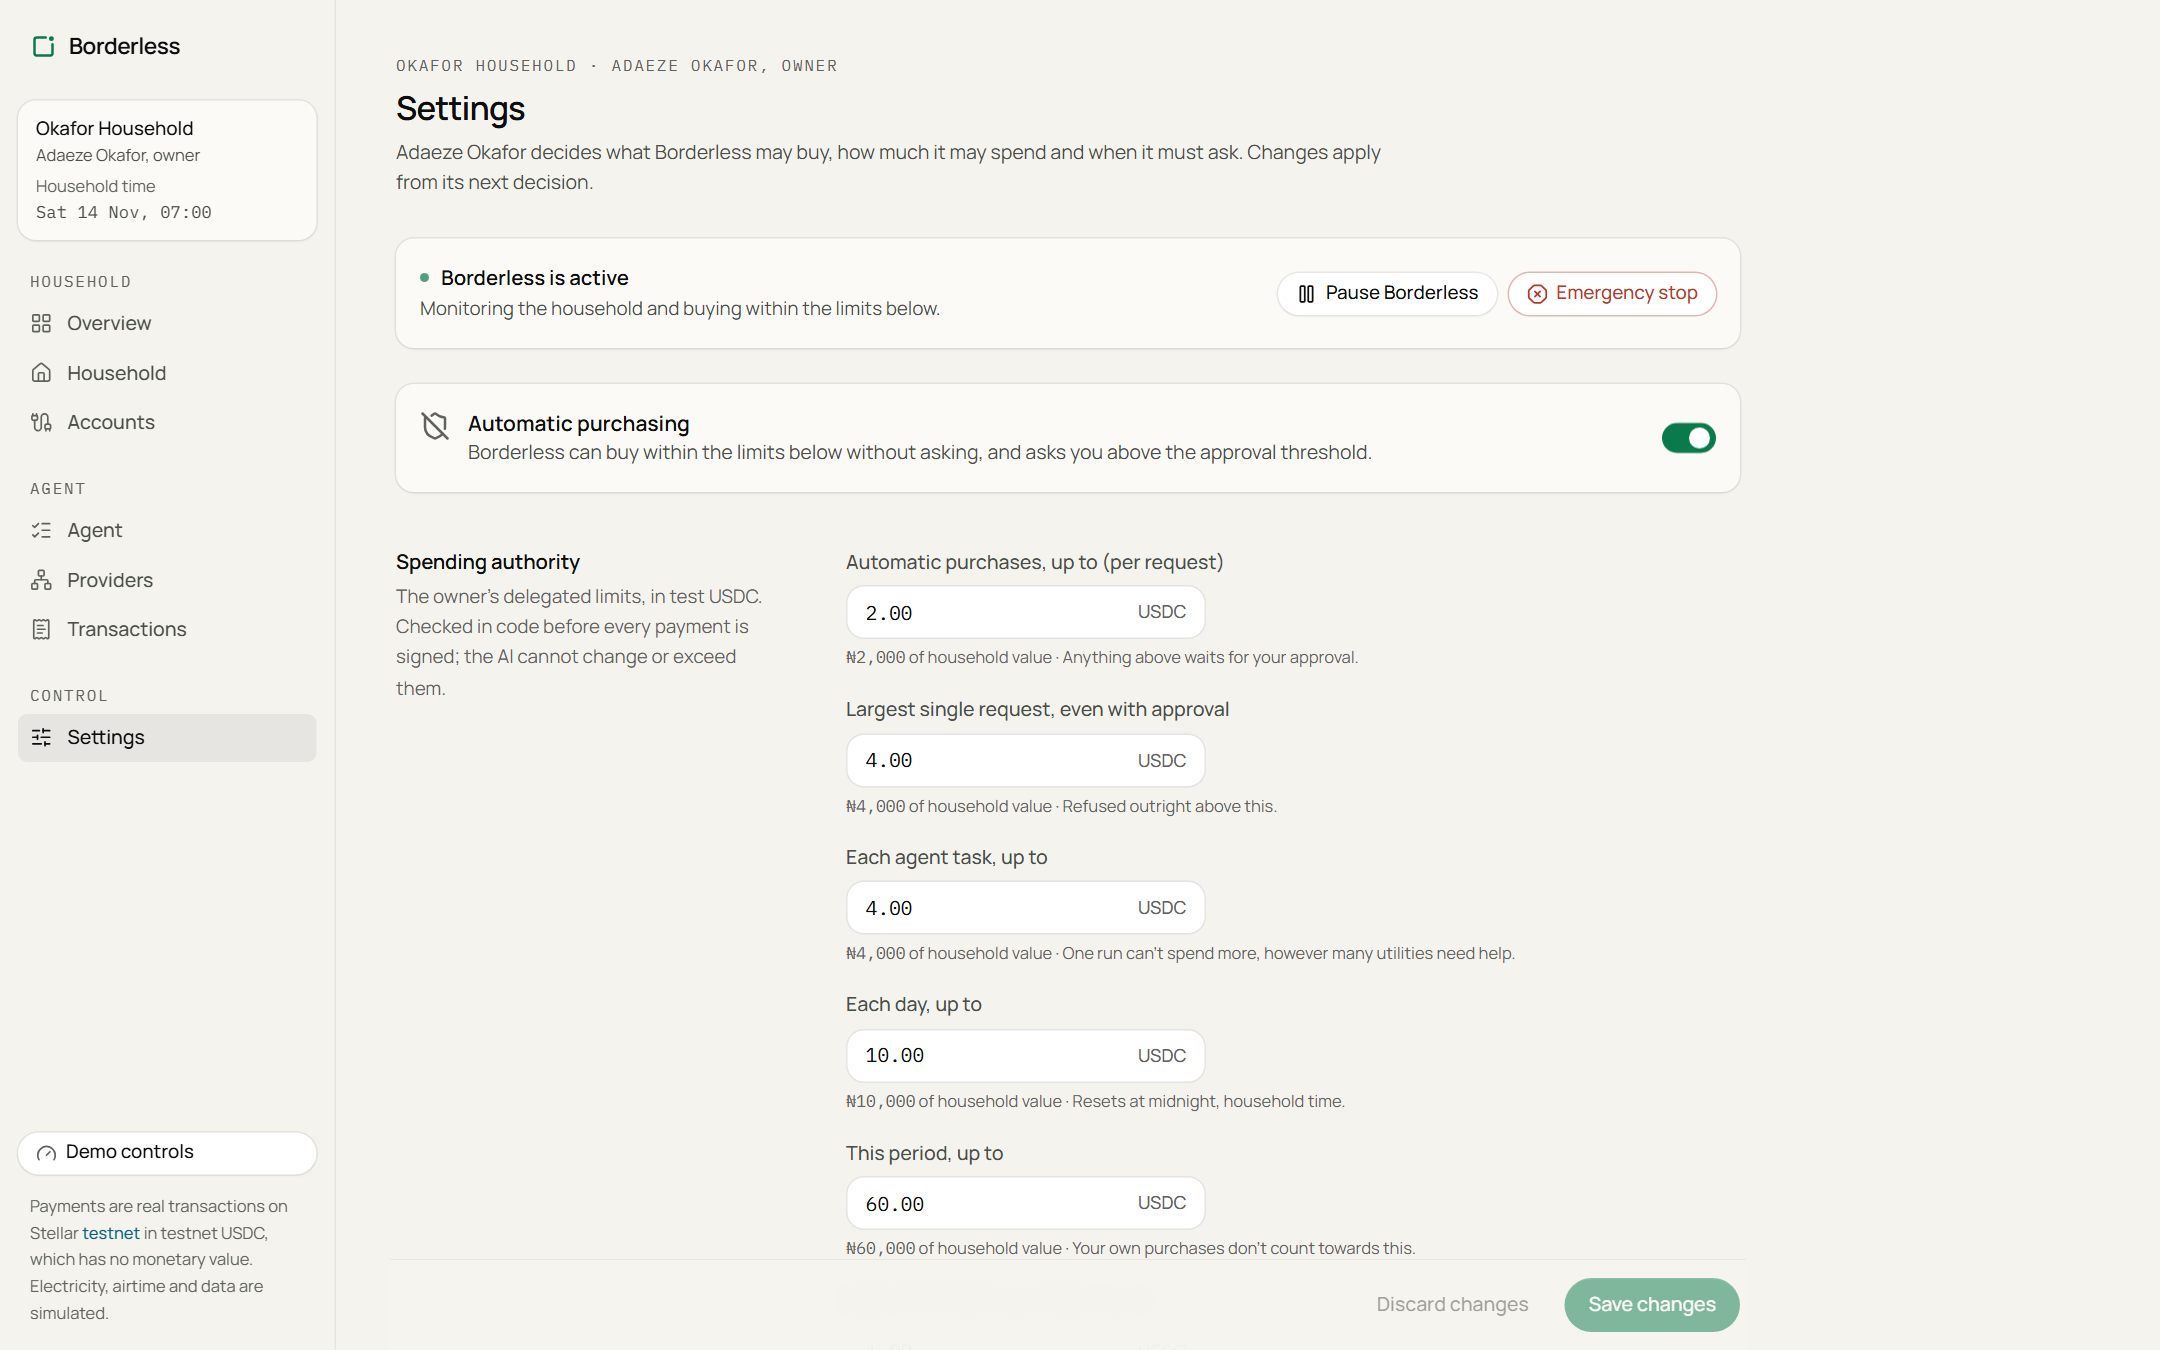 Borderless
Okafor Household
Adaeze Okafor, owner
Household time
Sat 14 Nov, 07:00
HOUSEHOLD
Overview
Household
Accounts
AGENT
Agent
Providers
Transactions
CONTROL
Settings
Demo controls
Payments are real transactions on
Stellar testnet in testnet USDC,
which has no monetary value.
Electricity, airtime and data are
simulated.
OKAFOR HOUSEHOLD · ADAEZE OKAFOR, OWNER
Settings
Adaeze Okafor decides what Borderless may buy, how much it may spend and when it must ask. Changes apply
from its next decision.
Borderless is active
Monitoring the household and buying within the limits below.
Pause Borderless
Emergency stop
Automatic purchasing
Borderless can buy within the limits below without asking, and asks you above the approval threshold.
Spending authority
The owner’s delegated limits, in test USDC.
Checked in code before every payment is
signed; the AI cannot change or exceed
them.
Automatic purchases, up to (per request)
2.00 USDC
₦2,000 of household value · Anything above waits for your approval.
Largest single request, even with approval
4.00 USDC
₦4,000 of household value · Refused outright above this.
Each agent task, up to
4.00 USDC
₦4,000 of household value · One run can’t spend more, however many utilities need help.
Each day, up to
10.00 USDC
₦10,000 of household value · Resets at midnight, household time.
This period, up to
60.00 USDC
₦60,000 of household value · Your own purchases don’t count towards this.
Discard changes
Save changes